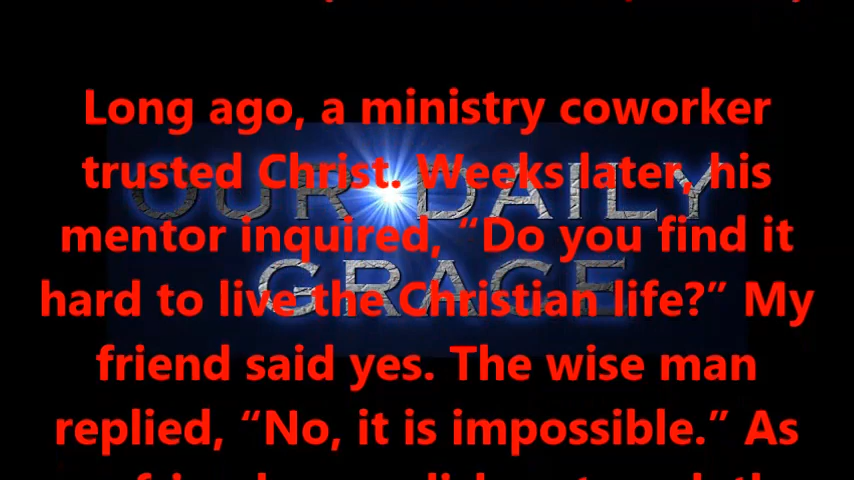 Long ago, a ministry coworker
trusted Christ. Weeks later, his
mentor inquired, “Do you find it
hard to live the Christian life?” My
friend said yes. The wise man
replied, “No, it is impossible.” As
OUR DAILY
GRACE